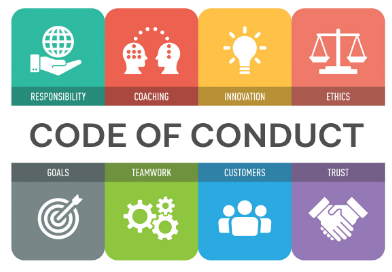 RESPONSIBILITY COACHING INNOVATION ETHICS
CODE OF CONDUCT
GOALS TEAMWORK CUSTOMERS TRUST